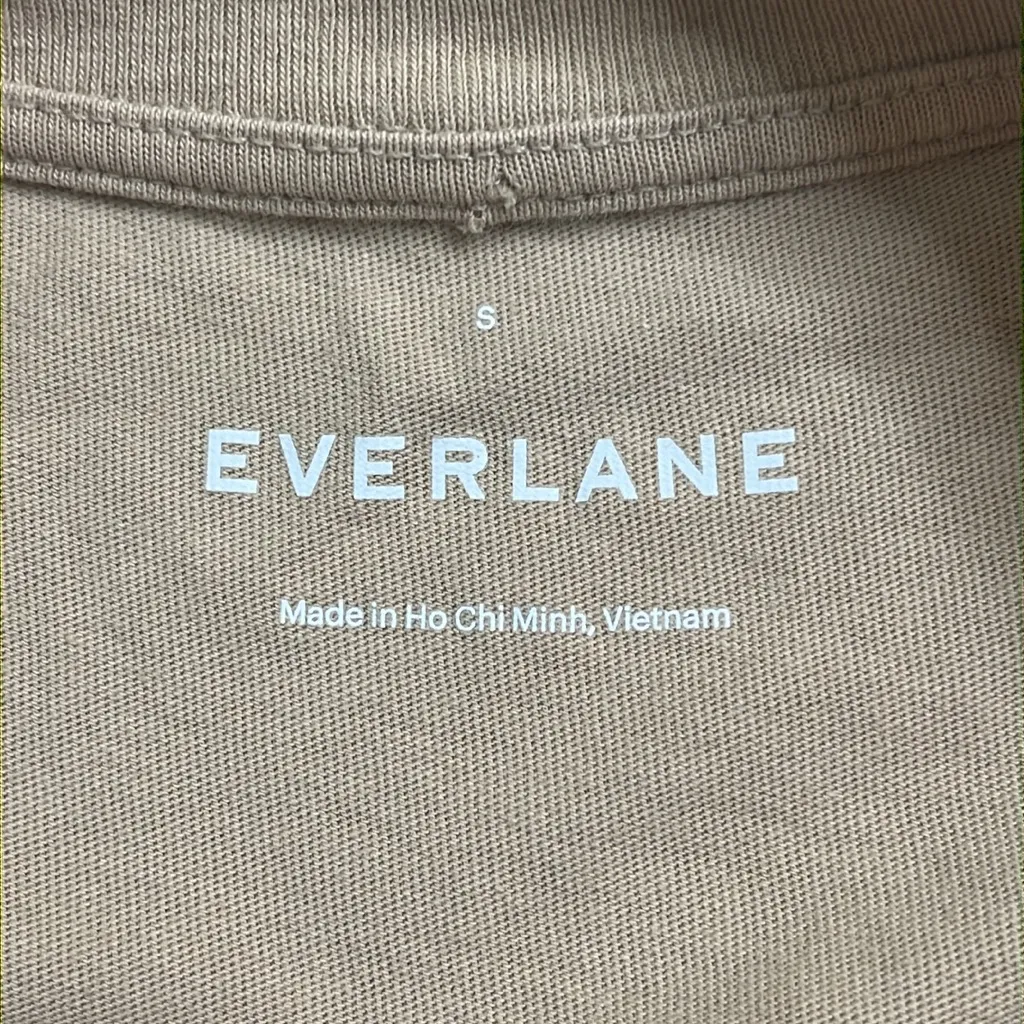 S
EVERLANE
Made in Ho Chi Minh, Vietnam